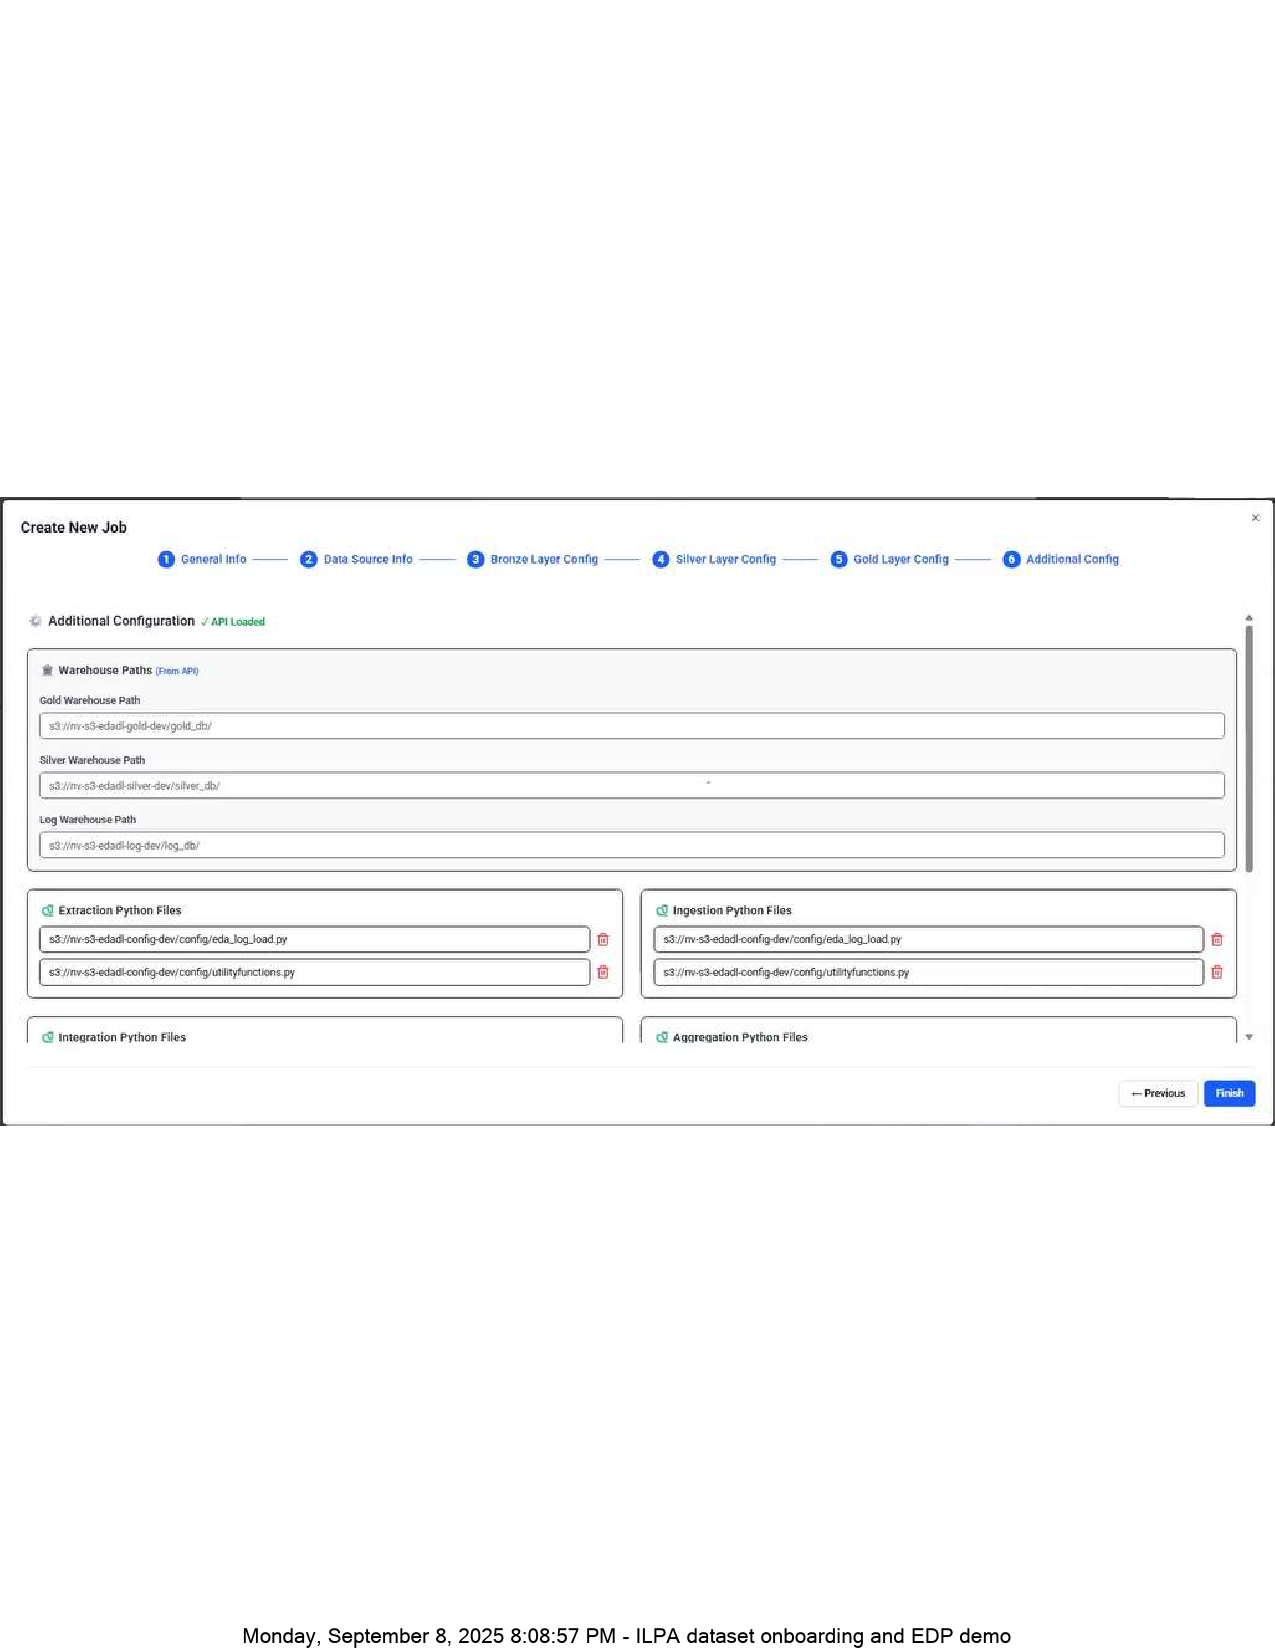 Create New Job
×
1 General Info 2 Data Source Info 3 Bronze Layer Config 4 Silver Layer Config 5 Gold Layer Config 6 Additional Config
Additional Configuration ✓ API Loaded
Warehouse Paths (From API)
Gold Warehouse Path
s3://nv-s3-edadl-gold-dev/gold_db/
Silver Warehouse Path
s3://nv-s3-edadl-silver-dev/silver_db/
Log Warehouse Path
s3://nv-s3-edadl-log-dev/log_db/
Extraction Python Files
s3://nv-s3-edadl-config-dev/config/eda_log_load.py
s3://nv-s3-edadl-config-dev/config/utilityfunctions.py
Ingestion Python Files
s3://nv-s3-edadl-config-dev/config/eda_log_load.py
s3://nv-s3-edadl-config-dev/config/utilityfunctions.py
Integration Python Files
Aggregation Python Files
← Previous
Finish
Monday, September 8, 2025 8:08:57 PM - ILPA dataset onboarding and EDP demo